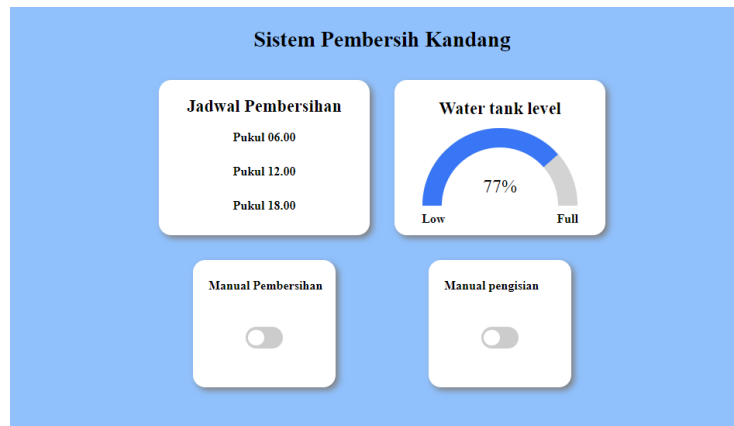 Sistem Pembersih Kandang
Jadwal Pembersihan
Pukul 06.00
Pukul 12.00
Pukul 18.00
Water tank level
77%
Low
Full
Manual Pembersihan
Manual pengisian